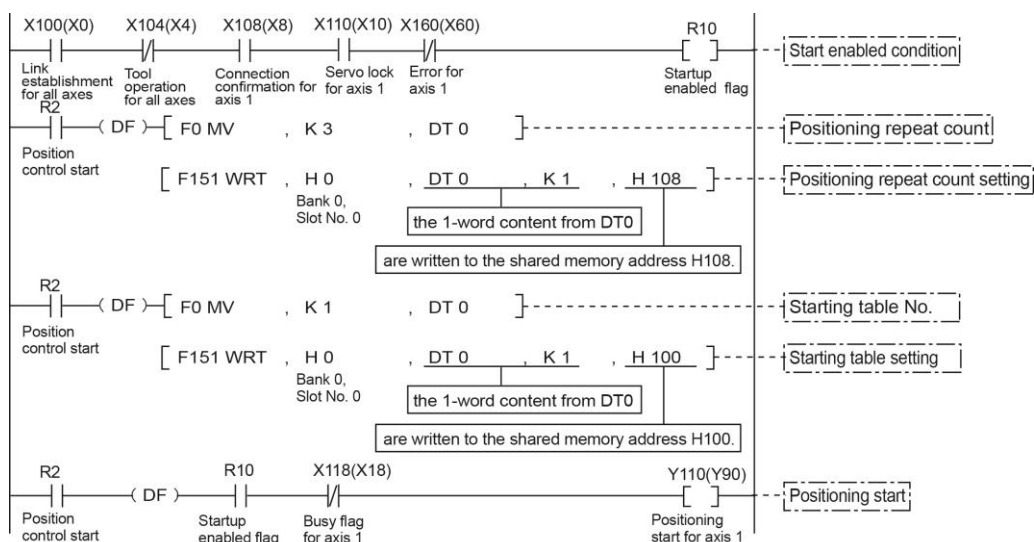 X100(X0) X104(X4) X108(X8) X110(X10) X160(X60) R10
Start enabled condition
Link establishment for all axes
Tool operation for all axes
Connection confirmation for axis 1
Servo lock for axis 1
Error for axis 1
Startup enabled flag
R2
( DF ) [ F0 MV , K 3 , DT 0 ] Positioning repeat count
Position control start
[ F151 WRT , H 0 , DT 0 , K 1 , H 108 ] Positioning repeat count setting
Bank 0,
Slot No. 0
the 1-word content from DT0
are written to the shared memory address H108.
R2
( DF ) [ F0 MV , K 1 , DT 0 ] Starting table No.
Position control start
[ F151 WRT , H 0 , DT 0 , K 1 , H 100 ] Starting table setting
Bank 0,
Slot No. 0
the 1-word content from DT0
are written to the shared memory address H100.
R2 R10 X118(X18) Y110(Y90)
( DF ) Positioning start
Position control start
Startup enabled flag
Busy flag for axis 1
Positioning start for axis 1